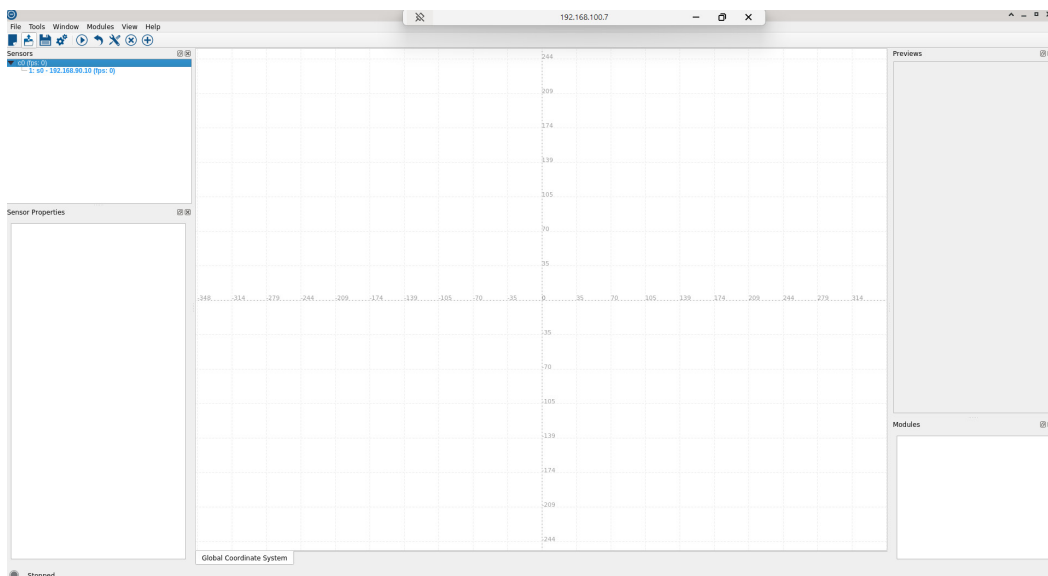 192.168.100.7
File Tools Window Modules View Help
Sensors
c0 (fps: 0)
1: s0 - 192.168.90.10 (fps: 0)
Sensor Properties
244
209
174
139
105
70
35
-348 -314 -279 -244 -209 -174 -139 -105 -70 -35 0 35 70 105 139 174 209 244 279 314
-35
-70
-105
-139
-174
-209
-244
Global Coordinate System
Previews
Modules
Stopped